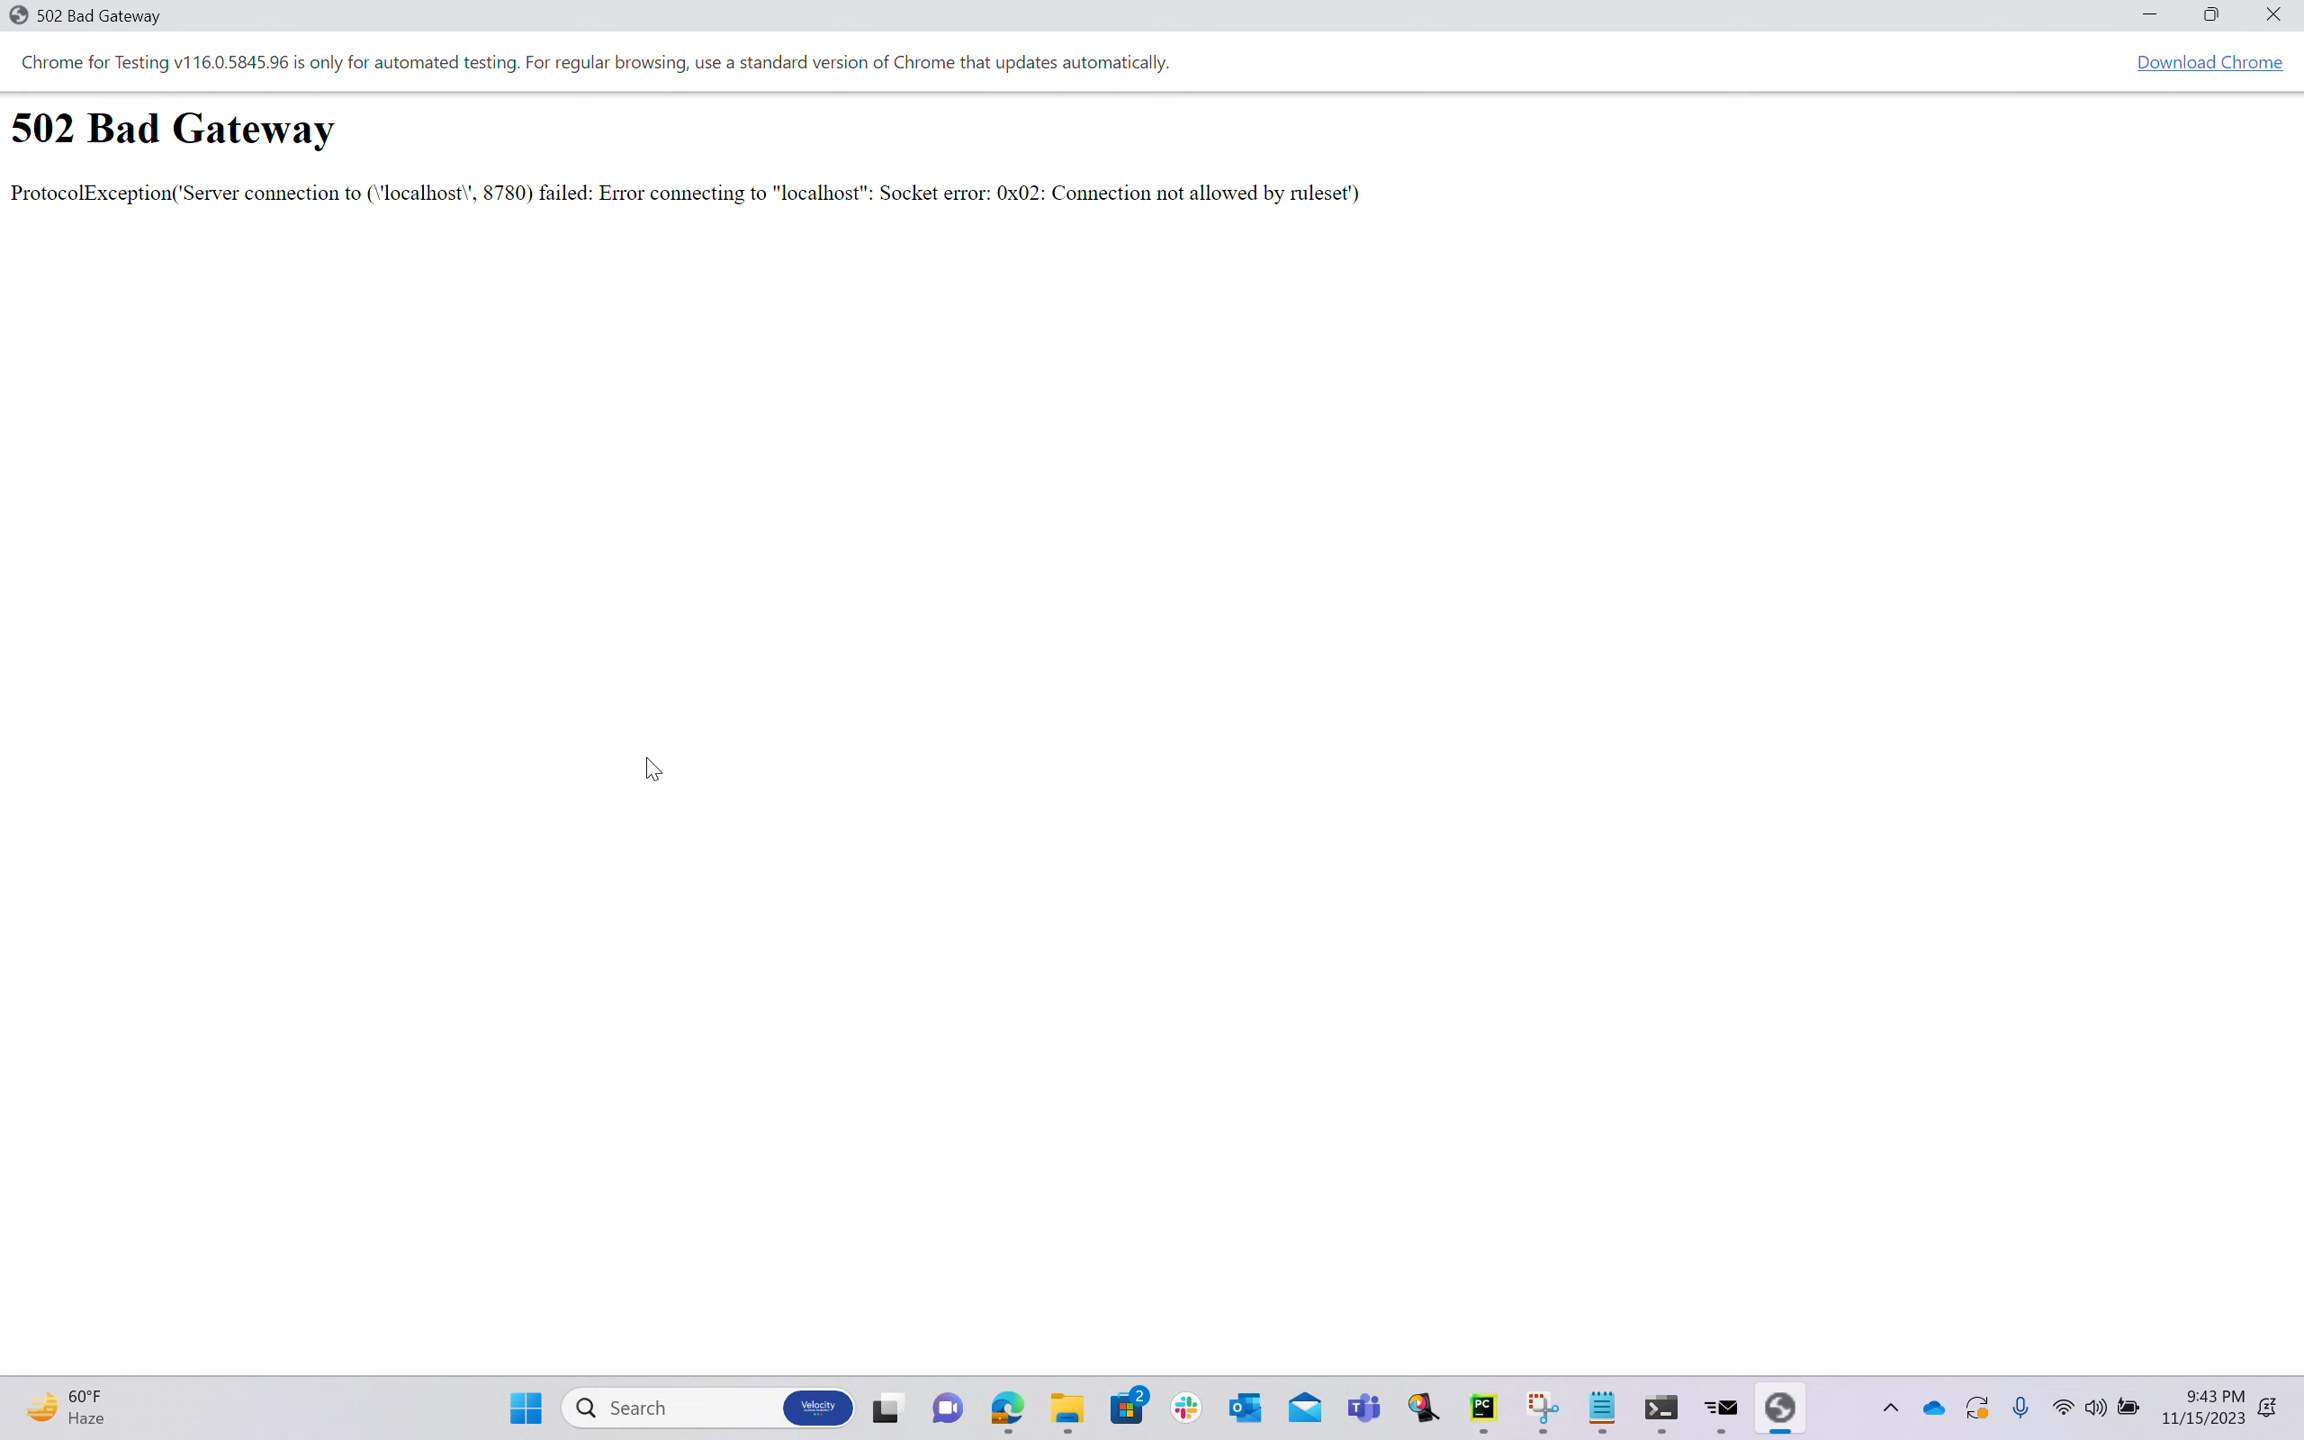 502 Bad Gateway
Chrome for Testing v116.0.5845.96 is only for automated testing. For regular browsing, use a standard version of Chrome that updates automatically.
Download Chrome
502 Bad Gateway
ProtocolException('Server connection to (\'localhost\', 8780) failed: Error connecting to "localhost": Socket error: 0x02: Connection not allowed by ruleset')
60°F
Haze
Search
Velocity
2
T
PC
9:43 PM
11/15/2023